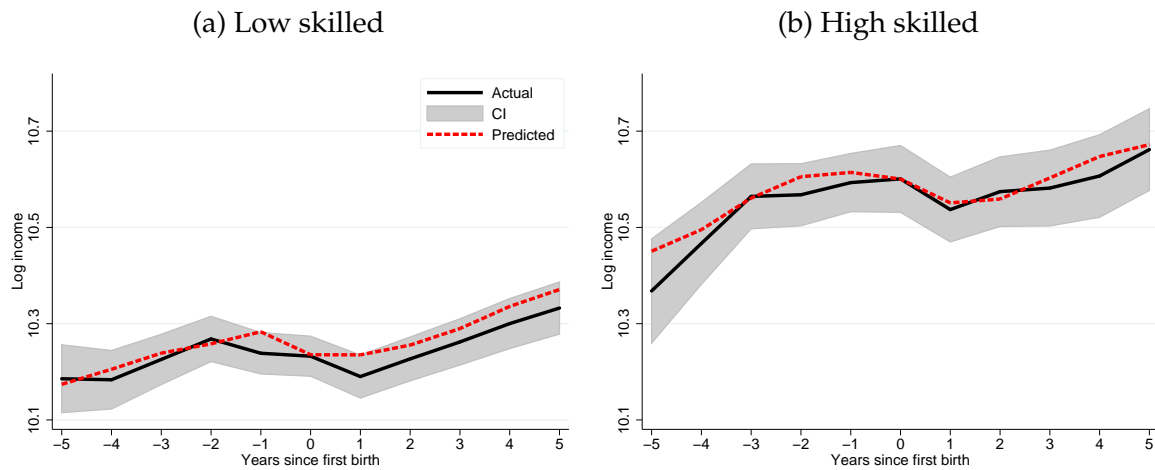 (a) Low skilled
Log income
10.7
10.5
10.3
10.1
Actual
CI
Predicted
−5 −4 −3 −2 −1 0 1 2 3 4 5
Years since first birth
(b) High skilled
Log income
10.7
10.5
10.3
10.1
−5 −4 −3 −2 −1 0 1 2 3 4 5
Years since first birth